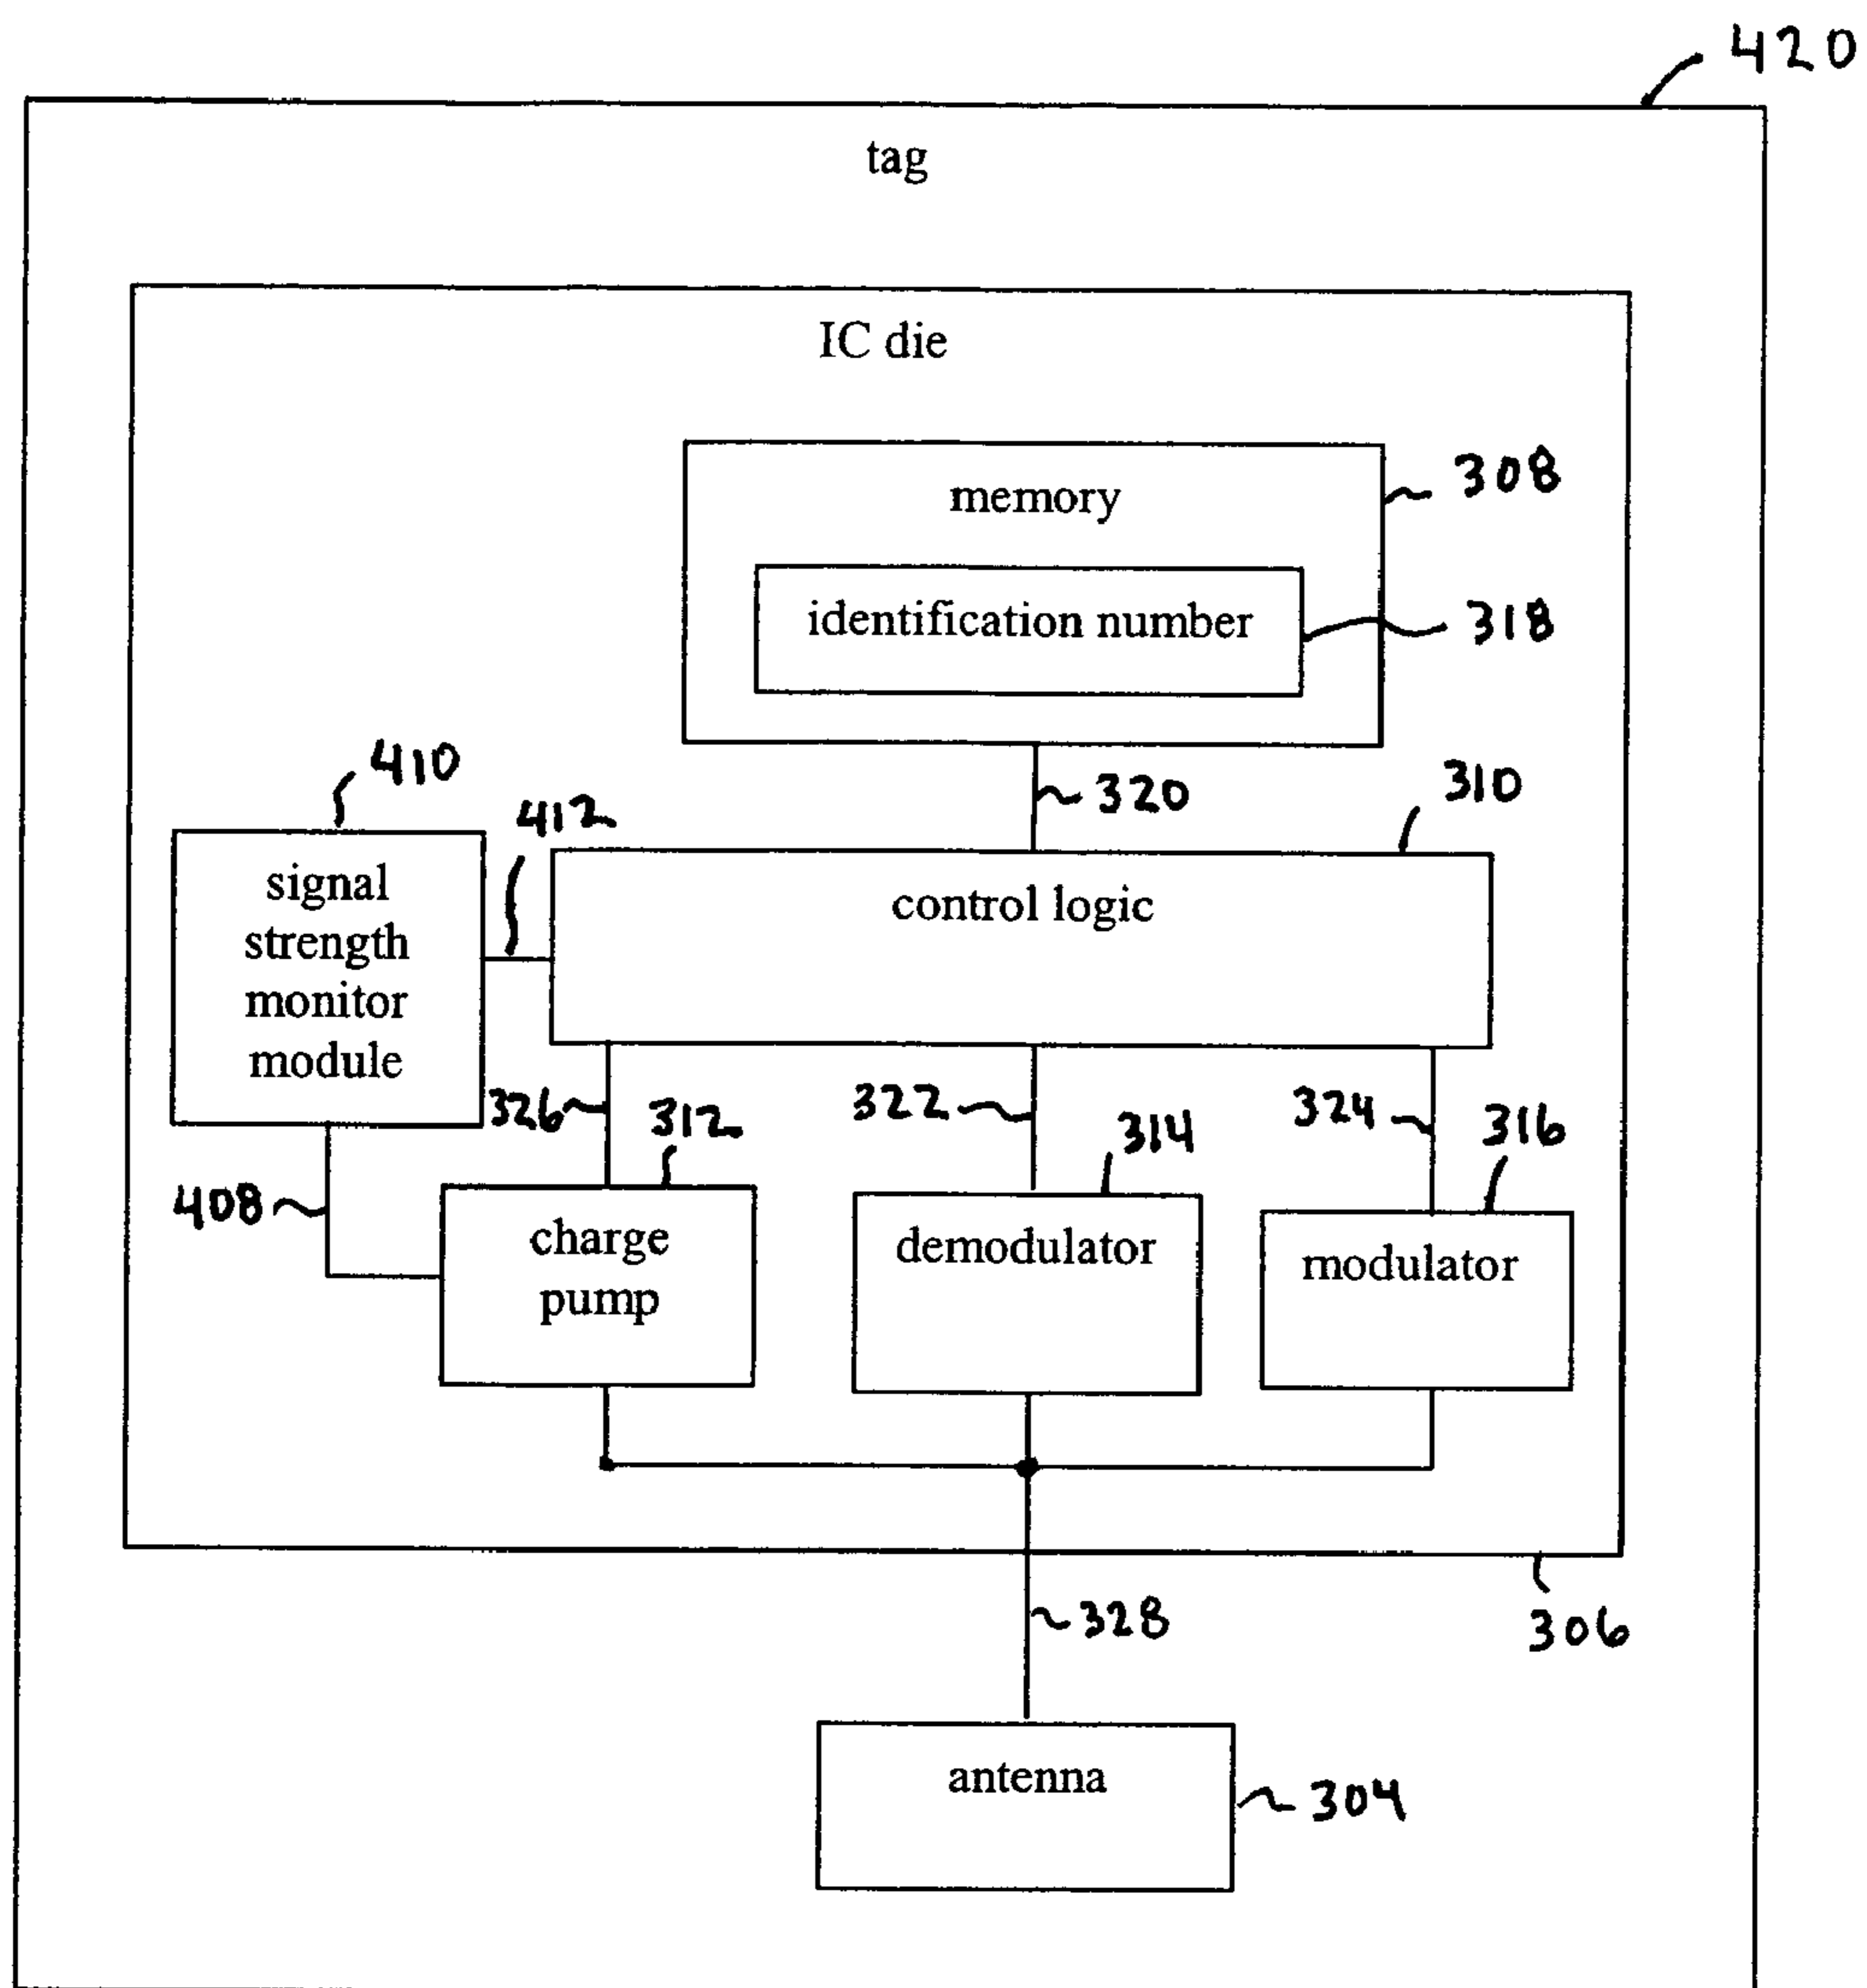 420
tag
IC die
memory
308
identification number
318
410
320
310
412
signal
strength
monitor
module
control logic
326
312
322
314
324
316
408
charge
pump
demodulator
modulator
328
306
antenna
304